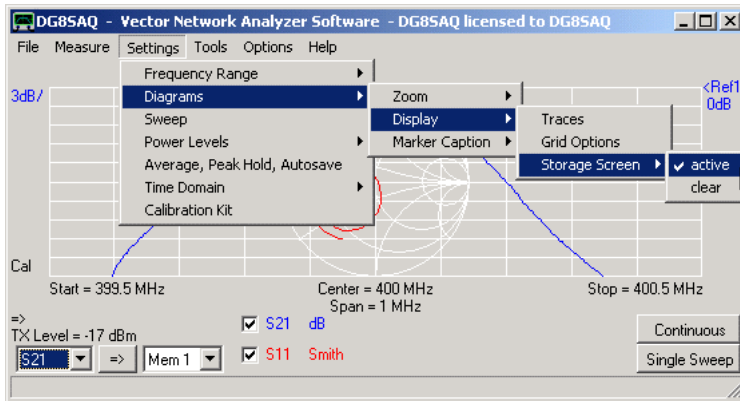 DG8SAQ - Vector Network Analyzer Software - DG8SAQ licensed to DG8SAQ
File Measure Settings Tools Options Help
Frequency Range
3dB/ Diagrams Zoom <Ref1
0dB
Sweep Display Traces
Power Levels Marker Caption Grid Options
Average, Peak Hold, Autosave Storage Screen active
Time Domain clear
Calibration Kit
Cal
Start = 399.5 MHz Center = 400 MHz Stop = 400.5 MHz
Span = 1 MHz
=>
TX Level = -17 dBm S21 dB Continuous
S21 => Mem 1 S11 Smith Single Sweep